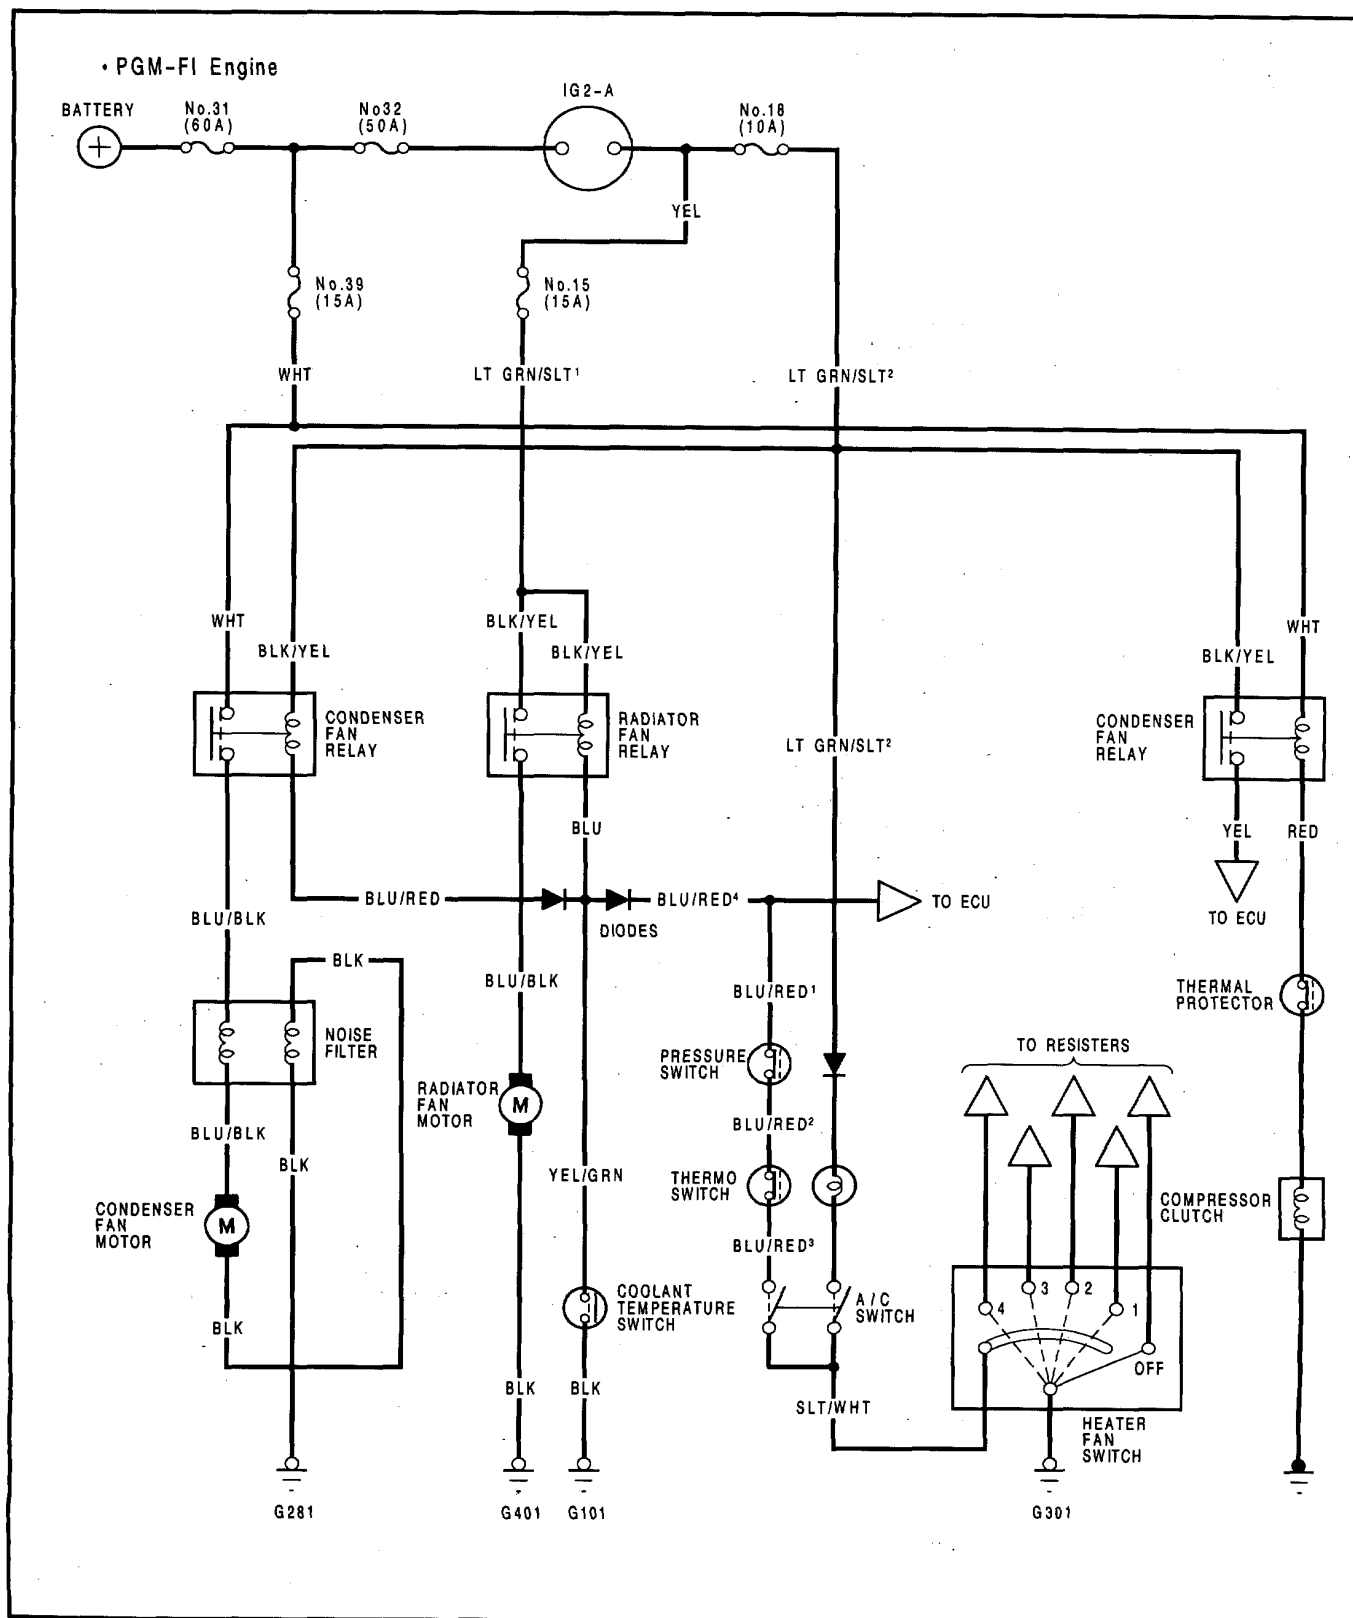 • PGM-FI Engine
BATTERY
No.31
(60A)
No32
(50A)
IG2-A
No.18
(10A)
YEL
No.39
(15A)
No.15
(15A)
WHT
LT GRN/SLT¹
LT GRN/SLT²
WHT
BLK/YEL
BLK/YEL
BLK/YEL
BLK/YEL
WHT
CONDENSER
FAN
RELAY
RADIATOR
FAN
RELAY
LT GRN/SLT²
CONDENSER
FAN
RELAY
BLU
YEL
RED
BLU/RED
BLU/RED⁴
TO ECU
BLU/BLK
DIODES
TO ECU
BLK
BLU/BLK
BLU/RED¹
THERMAL
PROTECTOR
NOISE
FILTER
PRESSURE
SWITCH
TO RESISTERS
RADIATOR
FAN
MOTOR
M
BLU/BLK
BLU/RED²
BLK
YEL/GRN
THERMO
SWITCH
COMPRESSOR
CLUTCH
CONDENSER
FAN
MOTOR
M
BLU/RED³
COOLANT
TEMPERATURE
SWITCH
A/C
SWITCH
4
3
2
1
OFF
BLK
BLK
BLK
SLT/WHT
HEATER
FAN
SWITCH
G281
G401
G101
G301